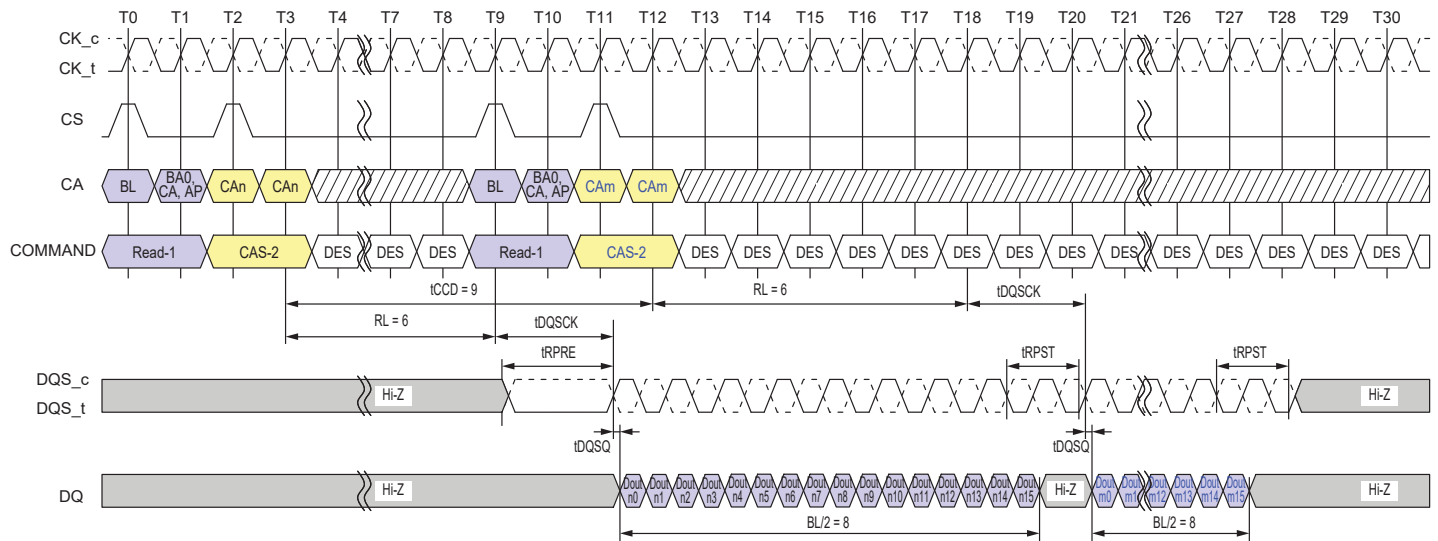 T0 T1 T2 T3 T4 T7 T8 T9 T10 T11 T12 T13 T14 T15 T16 T17 T18 T19 T20 T21 T26 T27 T28 T29 T30
CK_c
CK_t
CS
CA BL BA0, CA, AP CAn CAn BL BA0, CA, AP CAm CAm
COMMAND Read-1 CAS-2 DES DES DES Read-1 CAS-2 DES DES DES DES DES DES DES DES DES DES DES DES DES DES
tCCD = 9 RL = 6 tDQSCK
RL = 6 tDQSCK
tRPRE tRPST tRPST
DQS_c
DQS_t
Hi-Z Hi-Z
tDQSQ tDQSQ
DQ Hi-Z Dout n0 Dout n1 Dout n2 Dout n3 Dout n4 Dout n5 Dout n6 Dout n7 Dout n8 Dout n9 Dout n10 Dout n11 Dout n12 Dout n13 Dout n14 Dout n15 Hi-Z Dout m0 Dout m1 Dout m12 Dout m13 Dout m14 Dout m15 Hi-Z
BL/2 = 8 BL/2 = 8